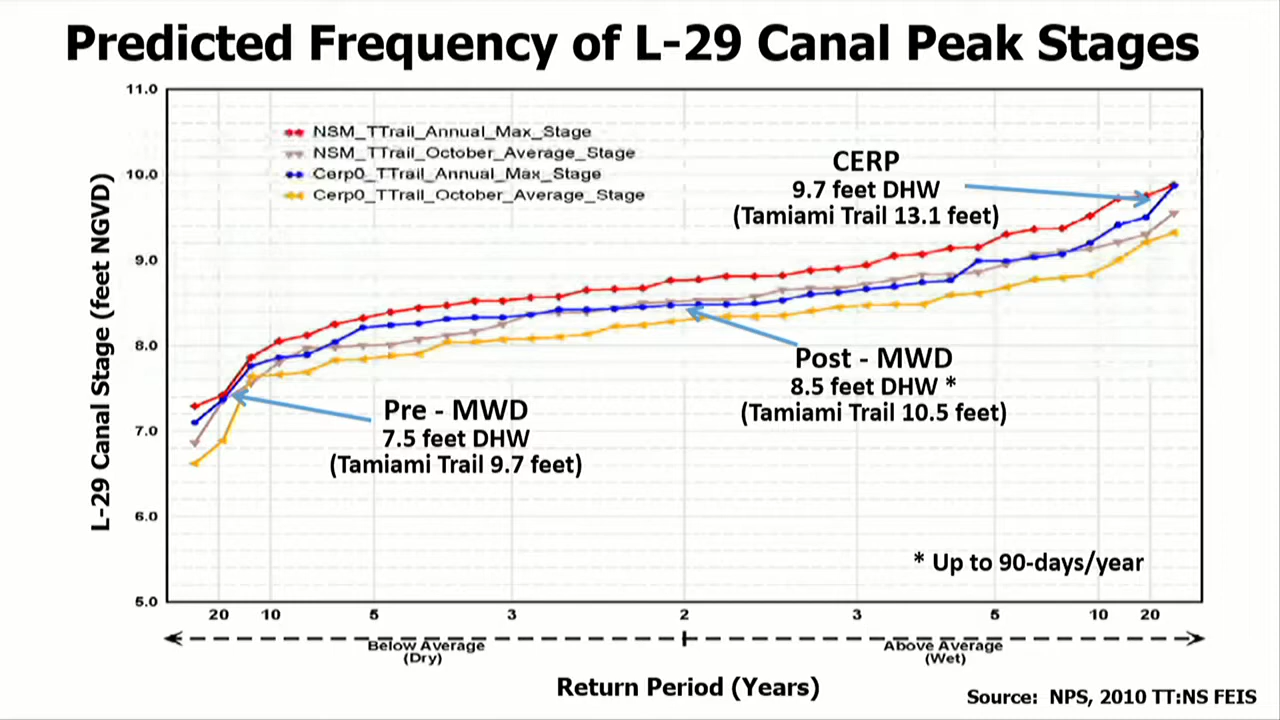 Predicted Frequency of L-29 Canal Peak Stages
L-29 Canal Stage (feet NGVD)
11.0
10.0
9.0
8.0
7.0
6.0
5.0
NSM_TTrail_Annual_Max_Stage
NSM_TTrail_October_Average_Stage
Cerp0_TTrail_Annual_Max_Stage
Cerp0_TTrail_October_Average_Stage
CERP
9.7 feet DHW
(Tamiami Trail 13.1 feet)
Post - MWD
8.5 feet DHW *
(Tamiami Trail 10.5 feet)
Pre - MWD
7.5 feet DHW
(Tamiami Trail 9.7 feet)
* Up to 90-days/year
20 10 5 3 2 3 5 10 20
Below Average
(Dry)
Above Average
(Wet)
Return Period (Years)
Source: NPS, 2010 TT:NS FEIS